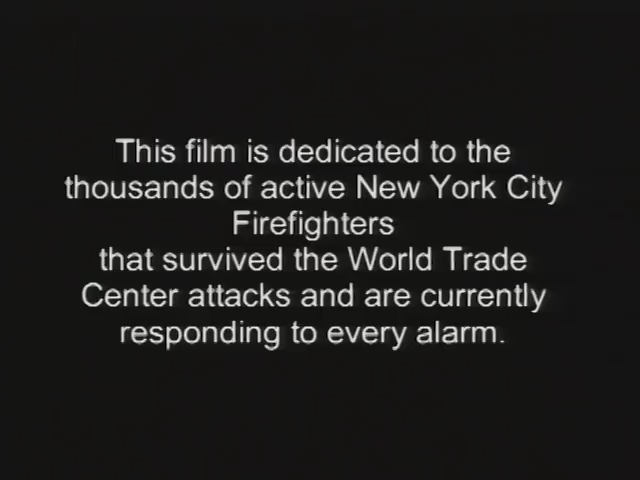 This film is dedicated to the
thousands of active New York City
Firefighters
that survived the World Trade
Center attacks and are currently
responding to every alarm.